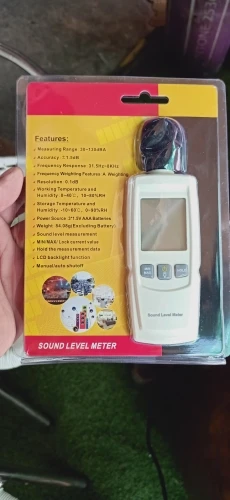 Features:
Measuring Range: 30~130dBA
Accuracy: ±1.5dB
Frequency Response: 31.5Hz~8KHz
Frequency Weighting Features: A Weighting
Resolution: 0.1dB
Working Temperature and
Humidity: 0~40℃, 10~80%RH
Storage Temperature and
Humidity: -10~60℃, 0~90%RH
Power Source: 2*1.5V AAA Batteries
Sound level measurement
MIN/MAX/ Lock current value
Hold the measurement data
LCD backlight function
Manual/auto shutoff
Sound Level Meter
SOUND LEVEL METER